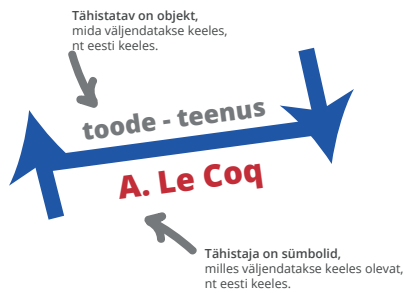 Tähistatav on objekt,
mida väljendatakse keeles,
nt eesti keeles.
toode - teenus
A. Le Coq
Tähistaja on sümbolid,
milles väljendatakse keeles olevat,
nt eesti keeles.